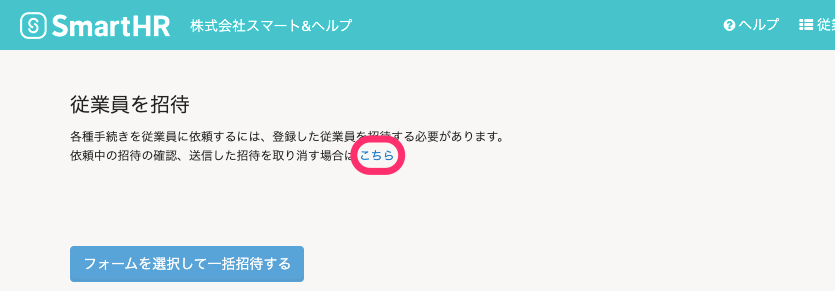 SmartHR 株式会社スマート&ヘルプ ヘルプ 従業
従業員を招待
各種手続きを従業員に依頼するには、登録した従業員を招待する必要があります。
依頼中の招待の確認、送信した招待を取り消す場合は こちら
フォームを選択して一括招待する